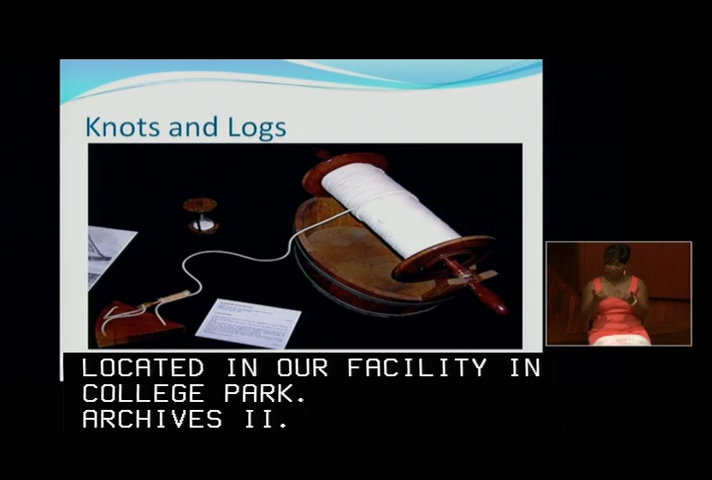 Knots and Logs
LOCATED IN OUR FACILITY IN
COLLEGE PARK.
ARCHIVES II.